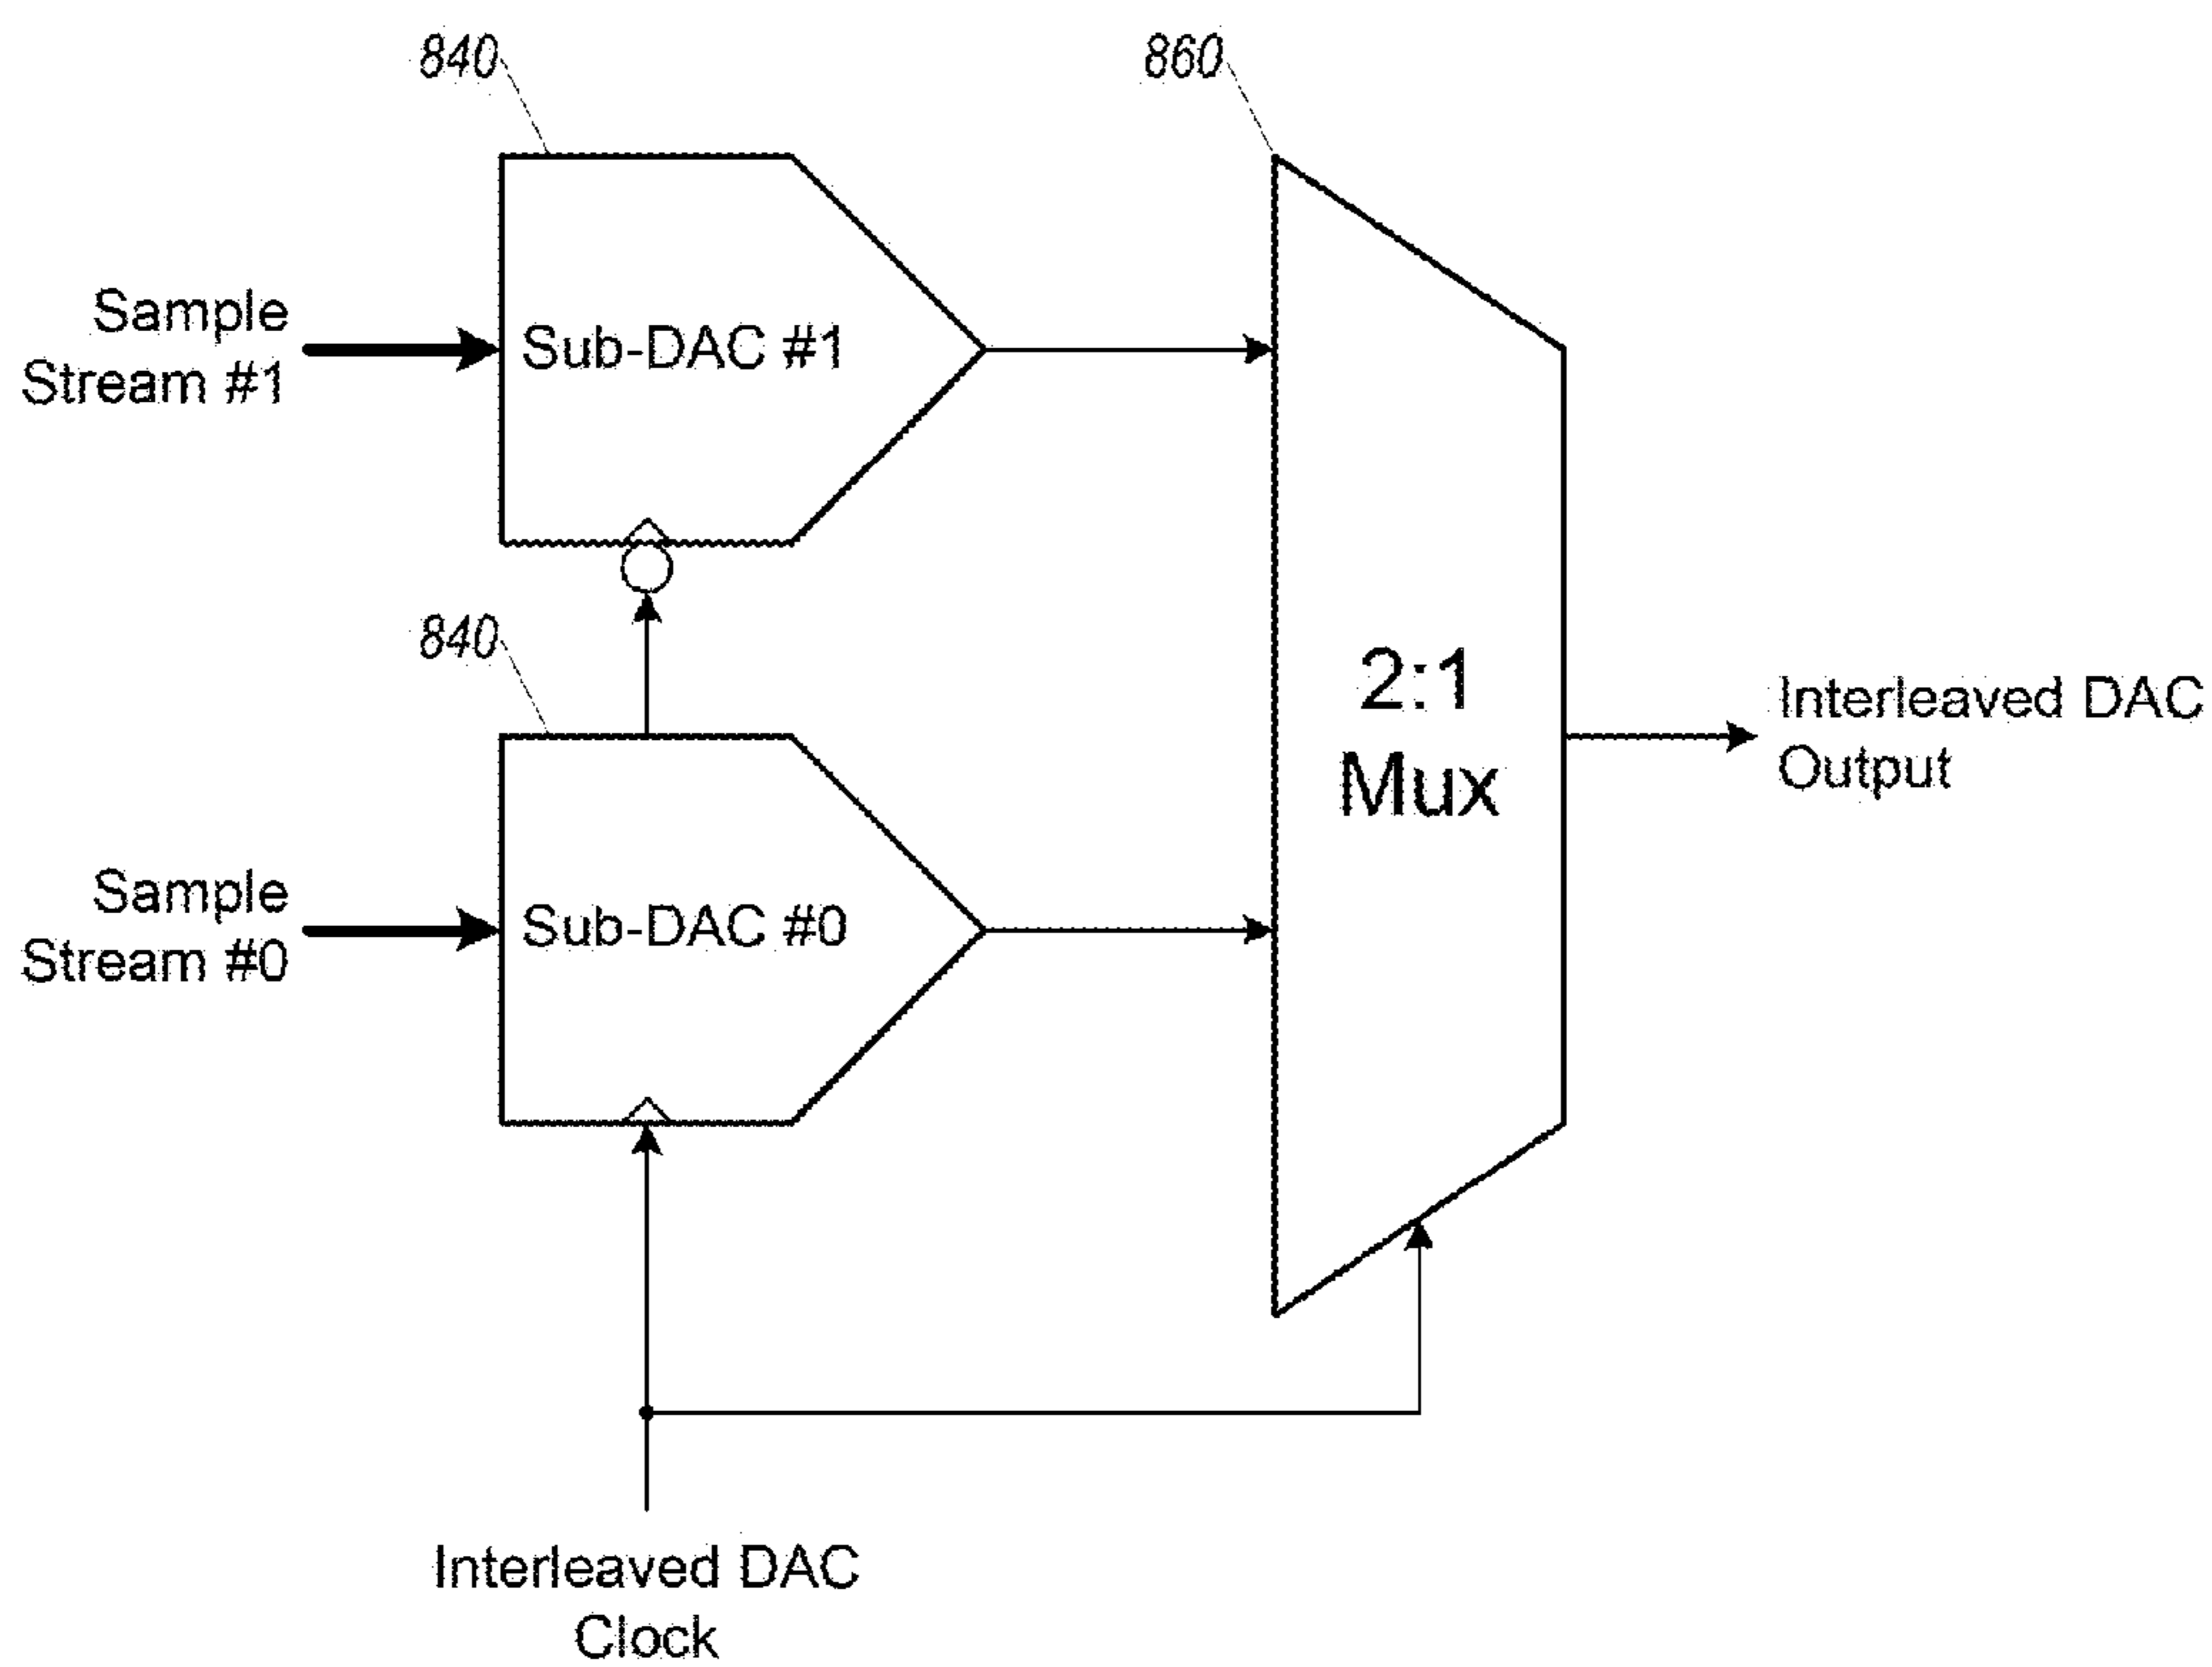 840
860
Sample
Stream #1
Sub-DAC #1
840
2:1
Mux
Interleaved DAC
Output
Sample
Stream #0
Sub-DAC #0
Interleaved DAC
Clock